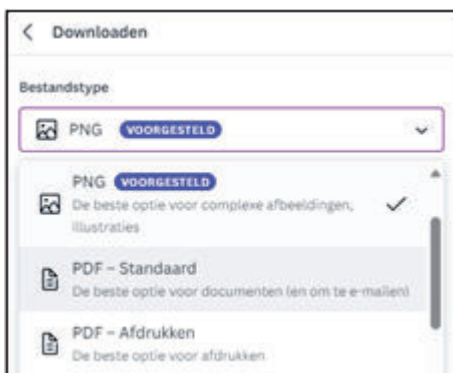 Downloaden
Bestandstype
PNG VOORGESTELD
PNG VOORGESTELD
De beste optie voor complexe afbeeldingen,
illustraties
PDF – Standaard
De beste optie voor documenten (en om te e-mailen)
PDF – Afdrukken
De beste optie voor afdrukken